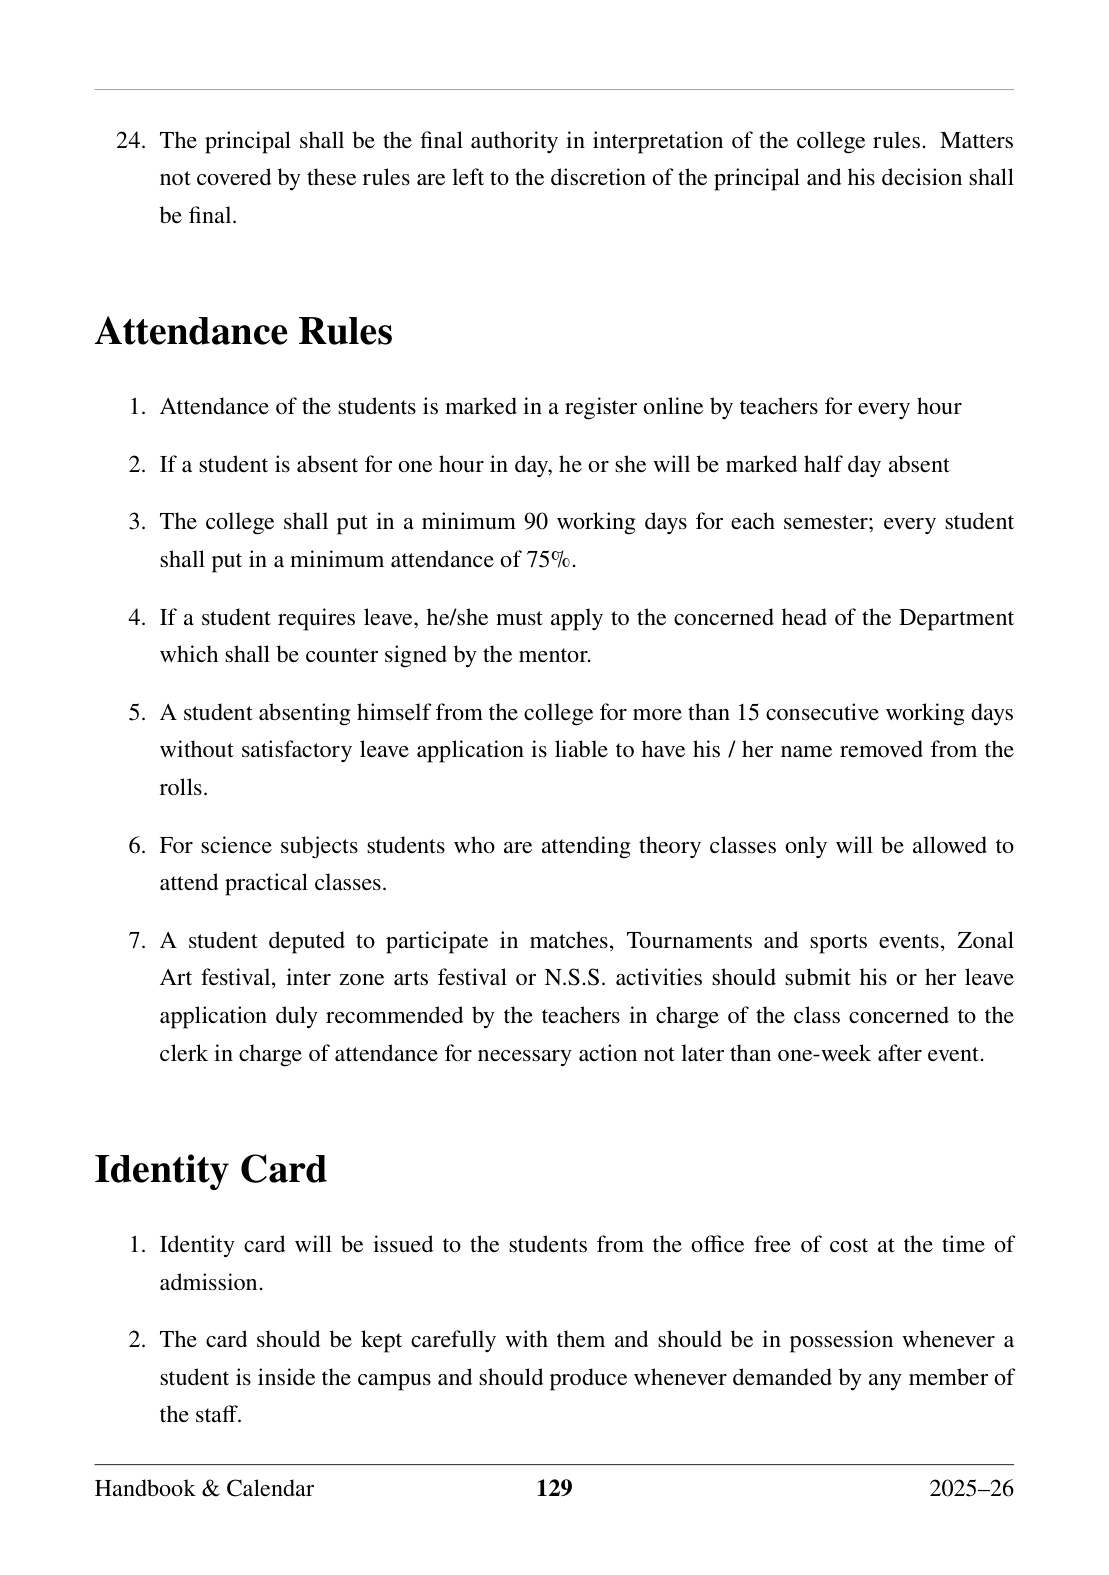 24. The principal shall be the final authority in interpretation of the college rules. Matters
not covered by these rules are left to the discretion of the principal and his decision shall
be final.
Attendance Rules
1. Attendance of the students is marked in a register online by teachers for every hour
2. If a student is absent for one hour in day, he or she will be marked half day absent
3. The college shall put in a minimum 90 working days for each semester; every student
shall put in a minimum attendance of 75%.
4. If a student requires leave, he/she must apply to the concerned head of the Department
which shall be counter signed by the mentor.
5. A student absenting himself from the college for more than 15 consecutive working days
without satisfactory leave application is liable to have his / her name removed from the
rolls.
6. For science subjects students who are attending theory classes only will be allowed to
attend practical classes.
7. A student deputed to participate in matches, Tournaments and sports events, Zonal
Art festival, inter zone arts festival or N.S.S. activities should submit his or her leave
application duly recommended by the teachers in charge of the class concerned to the
clerk in charge of attendance for necessary action not later than one-week after event.
Identity Card
1. Identity card will be issued to the students from the office free of cost at the time of
admission.
2. The card should be kept carefully with them and should be in possession whenever a
student is inside the campus and should produce whenever demanded by any member of
the staff.
Handbook & Calendar 129 2025–26